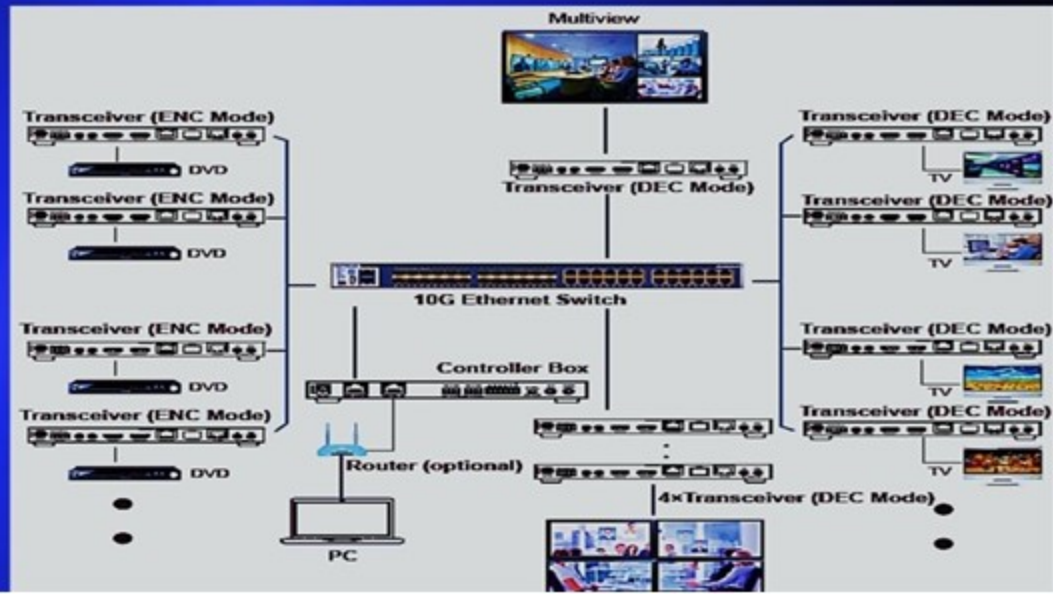 Multiview
Transceiver (ENC Mode)
DVD
Transceiver (ENC Mode)
DVD
Transceiver (ENC Mode)
DVD
Transceiver (ENC Mode)
DVD
Transceiver (DEC Mode)
10G Ethernet Switch
Controller Box
Router (optional)
PC
4×Transceiver (DEC Mode)
Transceiver (DEC Mode)
TV
Transceiver (DEC Mode)
TV
Transceiver (DEC Mode)
TV
Transceiver (DEC Mode)
TV